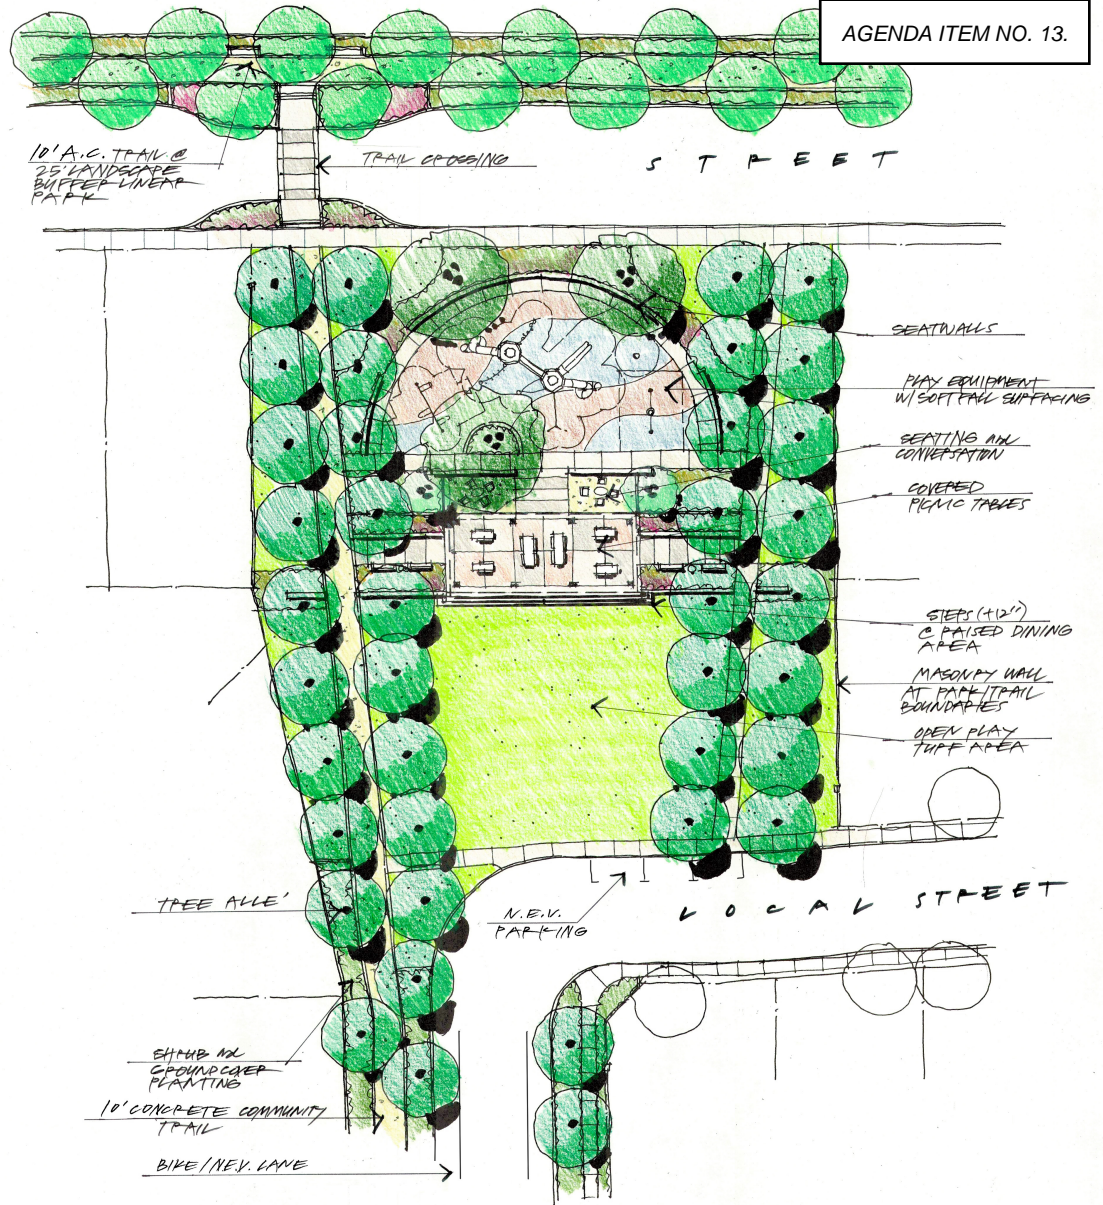 AGENDA ITEM NO. 13.
10' A.C. TRAIL @
25' LANDSCAPE
BUFFER LINEAR
PARK
TRAIL CROSSING
STREET
SEATWALLS
PLAY EQUIPMENT
W/ SOFT FALL SURFACING
SEATING AND
CONVERSATION
COVERED
PICNIC TABLES
STEPS (+12")
@ RAISED DINING
AREA
MASONRY WALL
AT PARK/TRAIL
BOUNDARIES
OPEN PLAY
TURF AREA
TREE ALLE'
N.E.V.
PARKING
LOCAL STREET
SHRUB AND
GROUNDCOVER
PLANTING
10' CONCRETE COMMUNITY
TRAIL
BIKE/N.E.V. LANE